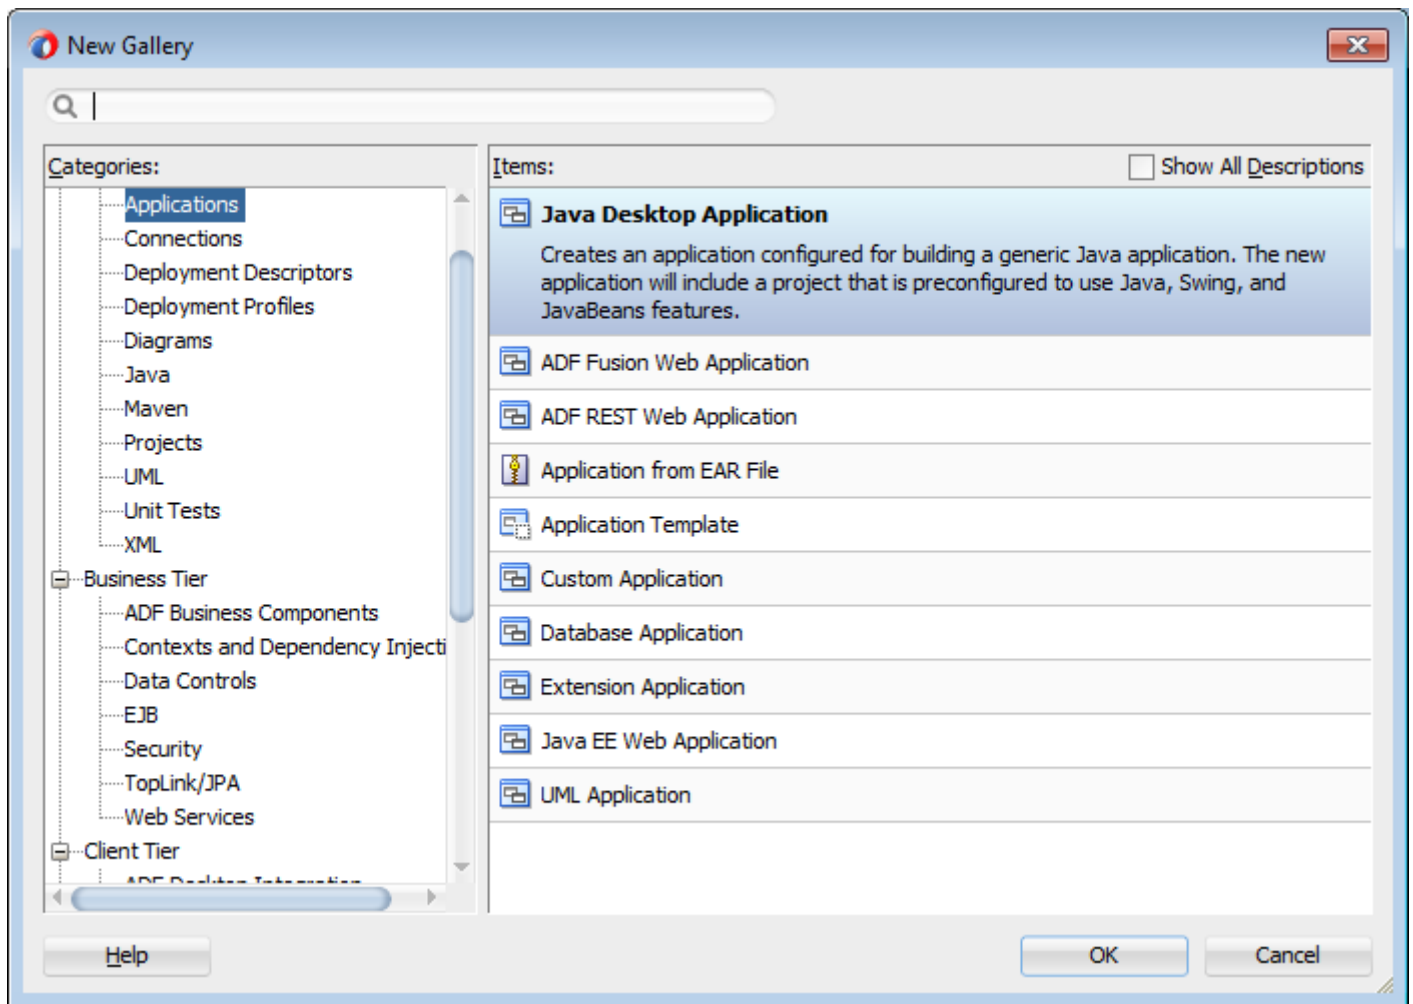 New Gallery
Categories:
Applications
Connections
Deployment Descriptors
Deployment Profiles
Diagrams
Java
Maven
Projects
UML
Unit Tests
XML
Business Tier
ADF Business Components
Contexts and Dependency Injecti
Data Controls
EJB
Security
TopLink/JPA
Web Services
Client Tier
ADF Desktop Integration
Items:
Show All Descriptions
Java Desktop Application
Creates an application configured for building a generic Java application. The new
application will include a project that is preconfigured to use Java, Swing, and
JavaBeans features.
ADF Fusion Web Application
ADF REST Web Application
Application from EAR File
Application Template
Custom Application
Database Application
Extension Application
Java EE Web Application
UML Application
Help
OK
Cancel